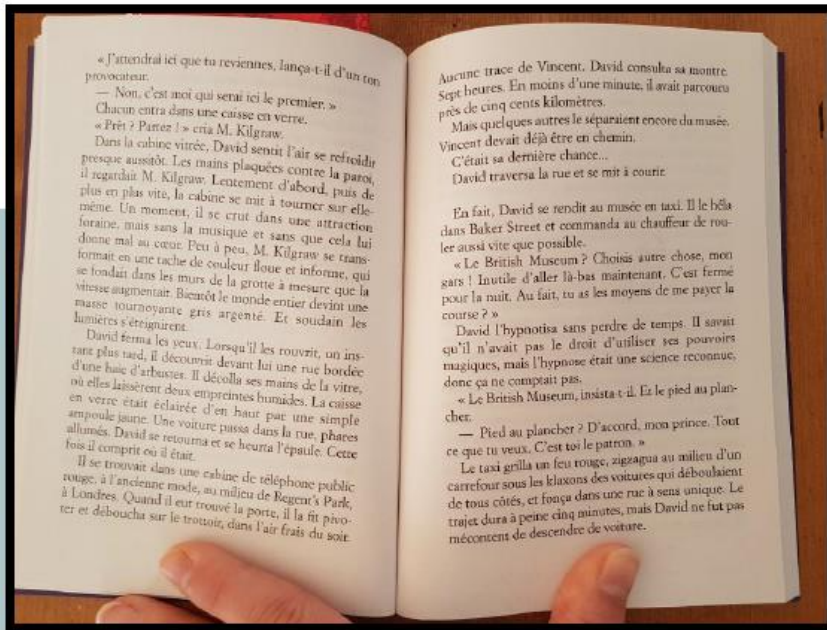 « J'attendrai ici que tu reviennes, lança-t-il d'un ton
provocateur.
— Non, c'est moi qui serai ici le premier. »
Chacun entra dans une caisse en verre.
« Prêt ? Partez ! » cria M. Kilgraw.
Dans la cabine vitrée, David sentit l'air se refroidir
presque aussitôt. Les mains plaquées contre la paroi,
il regardait M. Kilgraw. Lentement d'abord, puis de
plus en plus vite, la cabine se mit à tourner sur elle-
même. Un moment, il se crut dans une attraction
foraine, mais sans la musique et sans que cela lui
donne mal au cœur. Peu à peu, M. Kilgraw se trans-
formait en une tache de couleur floue et informe, qui
se fondait dans les murs de la grotte à mesure que la
vitesse augmentait. Bientôt le monde entier devint une
masse tournoyante gris argenté. Et soudain les
lumières s'éteignirent.
David ferma les yeux. Lorsqu'il les rouvrit, un ins-
tant plus tard, il découvrit devant lui une rue bordée
d'une haie d'arbustes. Il décolla ses mains de la vitre,
où elles laissèrent deux empreintes humides. La caisse
en verre était éclairée d'en haut par une simple
ampoule jaune. Une voiture passa dans la rue, phares
allumés. David se retourna et se heurta l'épaule. Cette
fois il comprit où il était.
Il se trouvait dans une cabine de téléphone public
rouge, à l'ancienne mode, au milieu de Regent's Park,
à Londres. Quand il eut trouvé la porte, il la fit pivo-
ter et déboucha sur le trottoir, dans l'air frais du soir.
Aucune trace de Vincent. David consulta sa montre.
Sept heures. En moins d'une minute, il avait parcouru
près de cinq cents kilomètres.
Mais quelques autres le séparaient encore du musée.
Vincent devait déjà être en chemin.
C'était sa dernière chance...
David traversa la rue et se mit à courir.
En fait, David se rendit au musée en taxi. Il le héla
dans Baker Street et commanda au chauffeur de rou-
ler aussi vite que possible.
« Le British Museum ? Choisis autre chose, mon
gars ! Inutile d'aller là-bas maintenant. C'est fermé
pour la nuit. Au fait, tu as les moyens de me payer la
course ? »
David l'hypnotisa sans perdre de temps. Il savait
qu'il n'avait pas le droit d'utiliser ses pouvoirs
magiques, mais l'hypnose était une science reconnue,
donc ça ne comptait pas.
« Le British Museum, insista-t-il. Et le pied au plan-
cher.
— Pied au plancher ? D'accord, mon prince. Tout
ce que tu veux. C'est toi le patron. »
Le taxi grilla un feu rouge, zigzagua au milieu d'un
carrefour sous les klaxons des voitures qui déboulaient
de tous côtés, et fonça dans une rue à sens unique. Le
trajet dura à peine cinq minutes, mais David ne fut pas
mécontent de descendre de voiture.